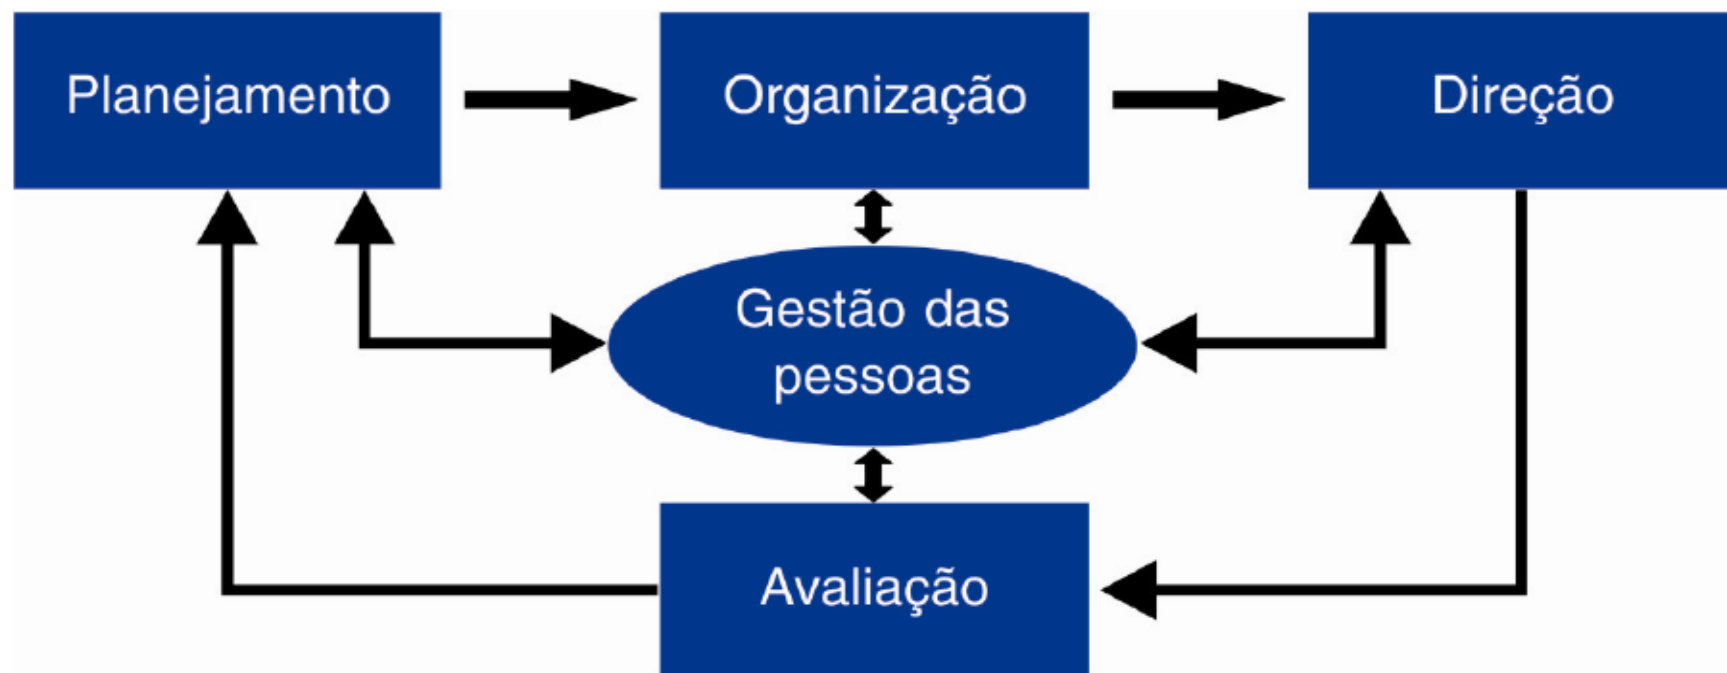 Planejamento
Organização
Direção
Gestão das
pessoas
Avaliação